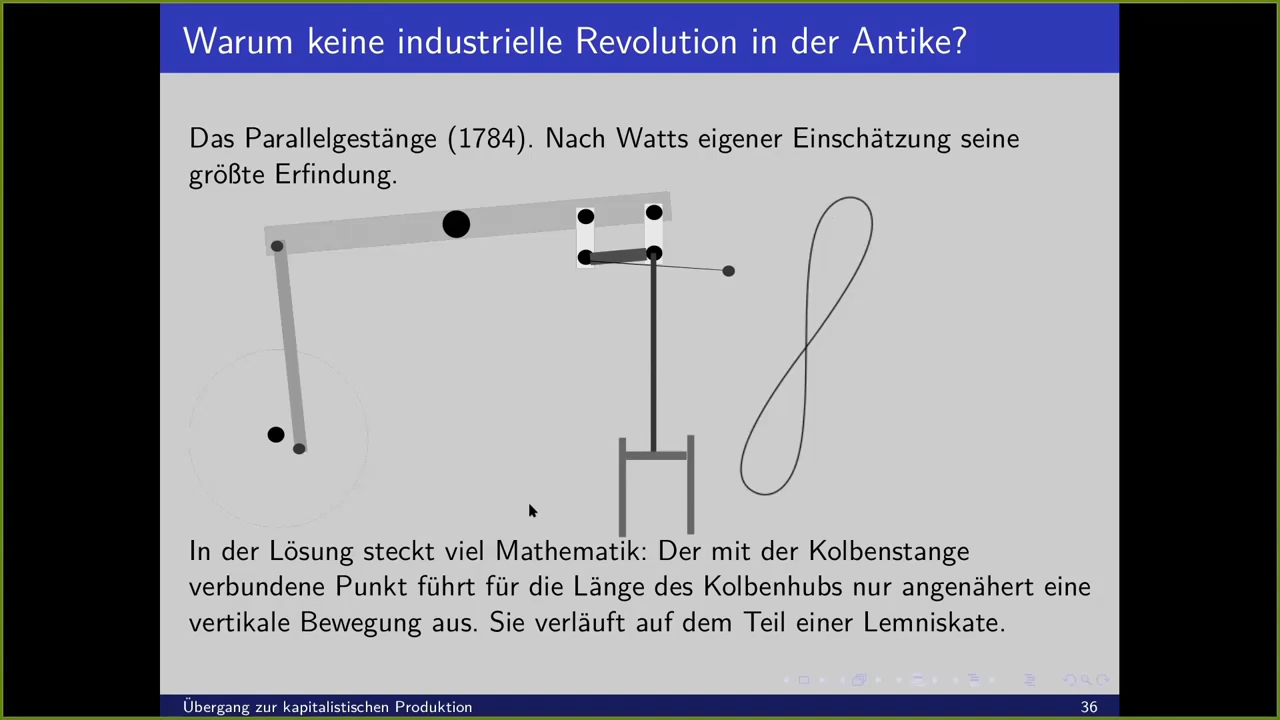 Warum keine industrielle Revolution in der Antike?
Das Parallelgestänge (1784). Nach Watts eigener Einschätzung seine
größte Erfindung.
In der Lösung steckt viel Mathematik: Der mit der Kolbenstange
verbundene Punkt führt für die Länge des Kolbenhubs nur angenähert eine
vertikale Bewegung aus. Sie verläuft auf dem Teil einer Lemniskate.
Übergang zur kapitalistischen Produktion
36